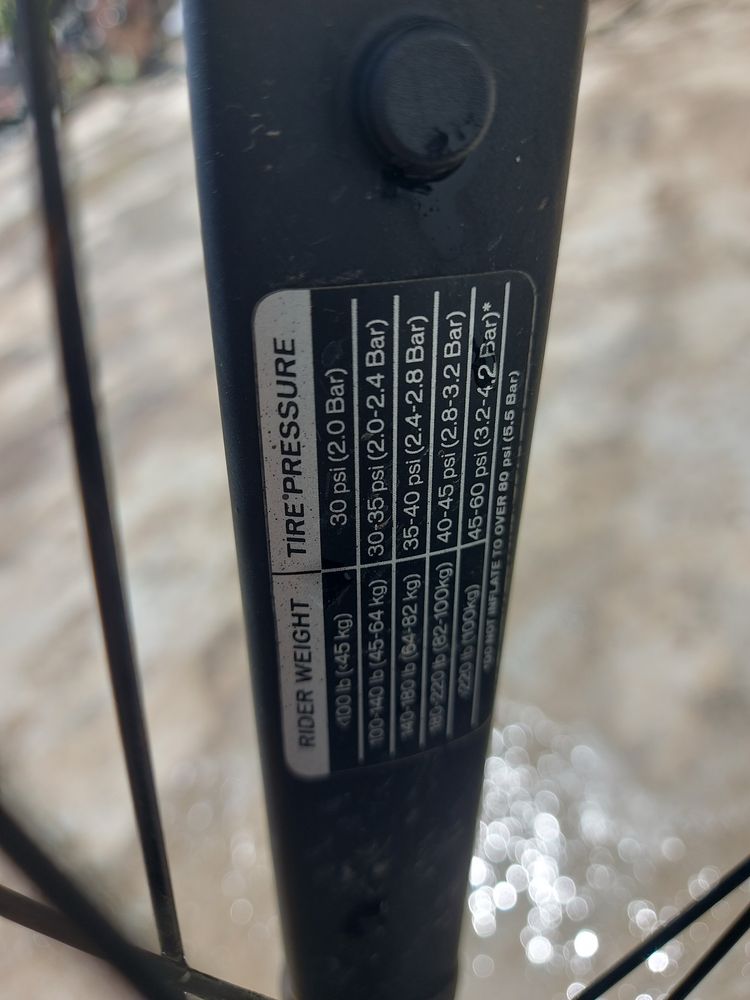 RIDER WEIGHT TIRE PRESSURE
<100 lb (<45 kg) 30 psi (2.0 Bar)
100-140 lb (45-64 kg) 30-35 psi (2.0-2.4 Bar)
140-180 lb (64-82 kg) 35-40 psi (2.4-2.8 Bar)
180-220 lb (82-100kg) 40-45 psi (2.8-3.2 Bar)
<220 lb (100kg) 45-60 psi (3.2-4.2 Bar)*
*DO NOT INFLATE TO OVER 80 psi (5.5 Bar)